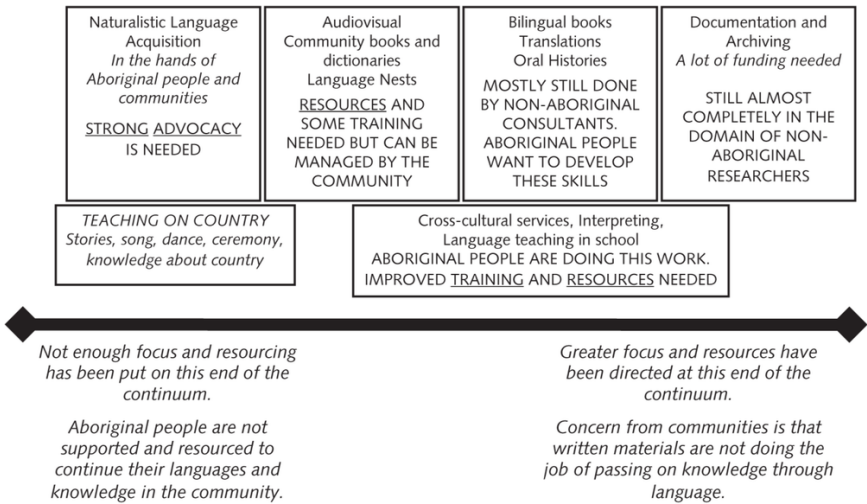 Naturalistic Language
Acquisition
In the hands of
Aboriginal people and
communities
STRONG ADVOCACY
IS NEEDED
Audiovisual
Community books and
dictionaries
Language Nests
RESOURCES AND
SOME TRAINING
NEEDED BUT CAN BE
MANAGED BY THE
COMMUNITY
Bilingual books
Translations
Oral Histories
MOSTLY STILL DONE
BY NON-ABORIGINAL
CONSULTANTS.
ABORIGINAL PEOPLE
WANT TO DEVELOP
THESE SKILLS
Documentation and
Archiving
A lot of funding needed
STILL ALMOST
COMPLETELY IN THE
DOMAIN OF NON-
ABORIGINAL
RESEARCHERS
TEACHING ON COUNTRY
Stories, song, dance, ceremony,
knowledge about country
Cross-cultural services, Interpreting,
Language teaching in school
ABORIGINAL PEOPLE ARE DOING THIS WORK.
IMPROVED TRAINING AND RESOURCES NEEDED
Not enough focus and resourcing
has been put on this end of the
continuum.
Aboriginal people are not
supported and resourced to
continue their languages and
knowledge in the community.
Greater focus and resources have
been directed at this end of the
continuum.
Concern from communities is that
written materials are not doing the
job of passing on knowledge through
language.